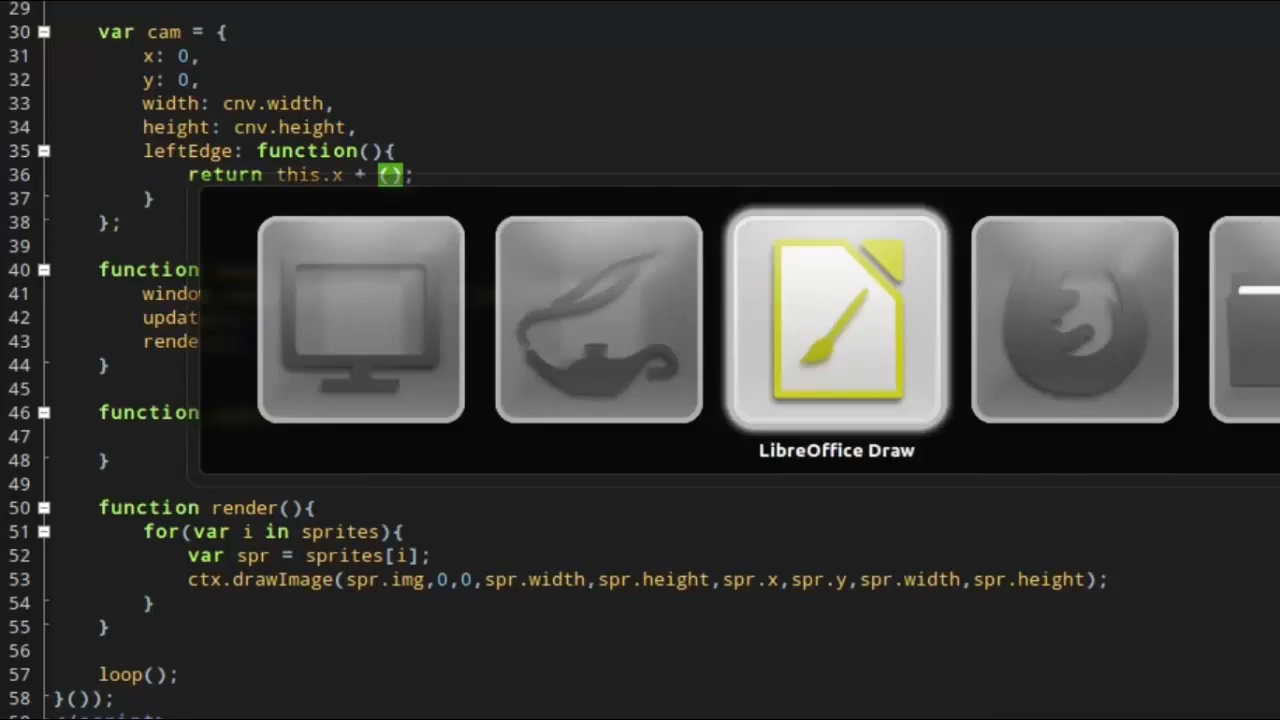 29
30 var cam = {
31 x: 0,
32 y: 0,
33 width: cnv.width,
34 height: cnv.height,
35 leftEdge: function(){
36 return this.x + ();
37 }
38 };
39
40 function
41 window
42 updat
43 rende
44 }
45
46 function
47
48 }
49
50 function render(){
51 for(var i in sprites){
52 var spr = sprites[i];
53 ctx.drawImage(spr.img,0,0,spr.width,spr.height,spr.x,spr.y,spr.width,spr.height);
54 }
55 }
56
57 loop();
58 }());
LibreOffice Draw